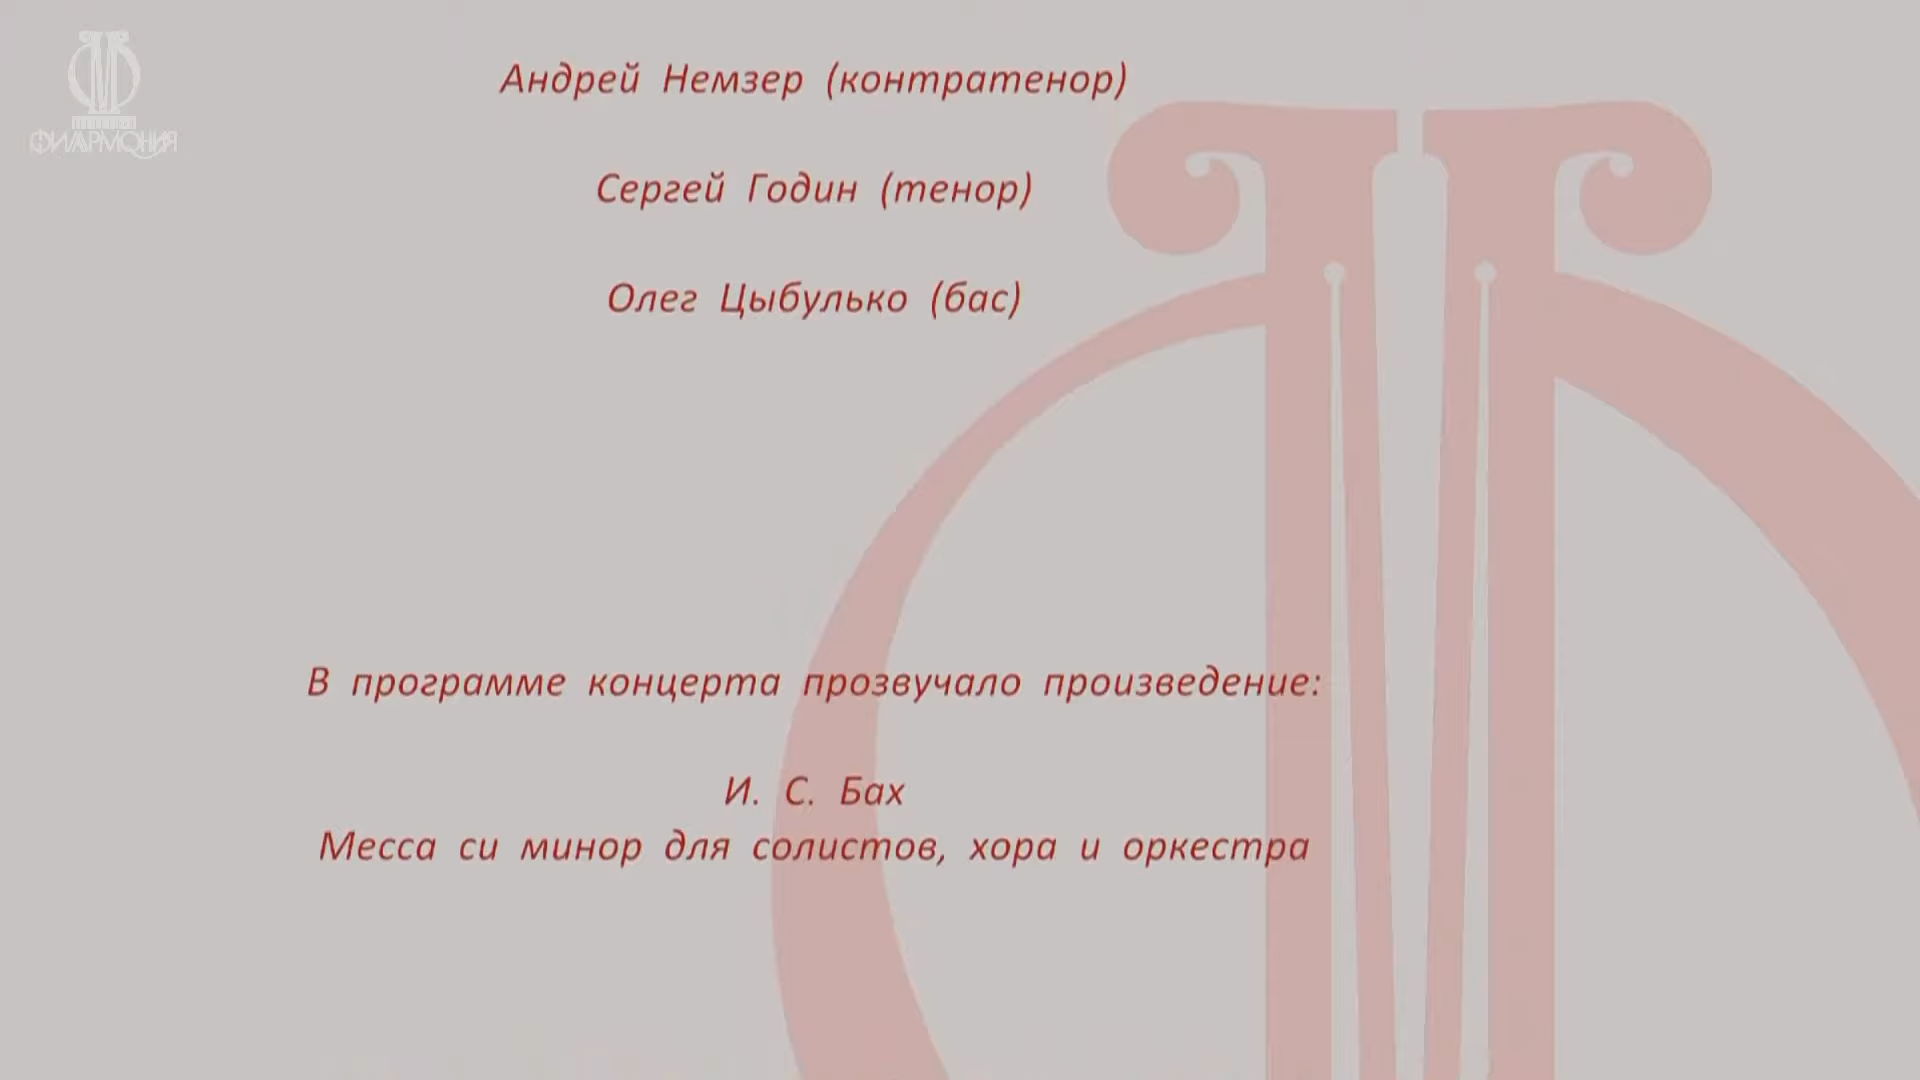 ФИЛАРМОНИЯ
Андрей Немзер (контратенор)
Сергей Годин (тенор)
Олег Цыбулько (бас)
В программе концерта прозвучало произведение:
И. С. Бах
Месса си минор для солистов, хора и оркестра